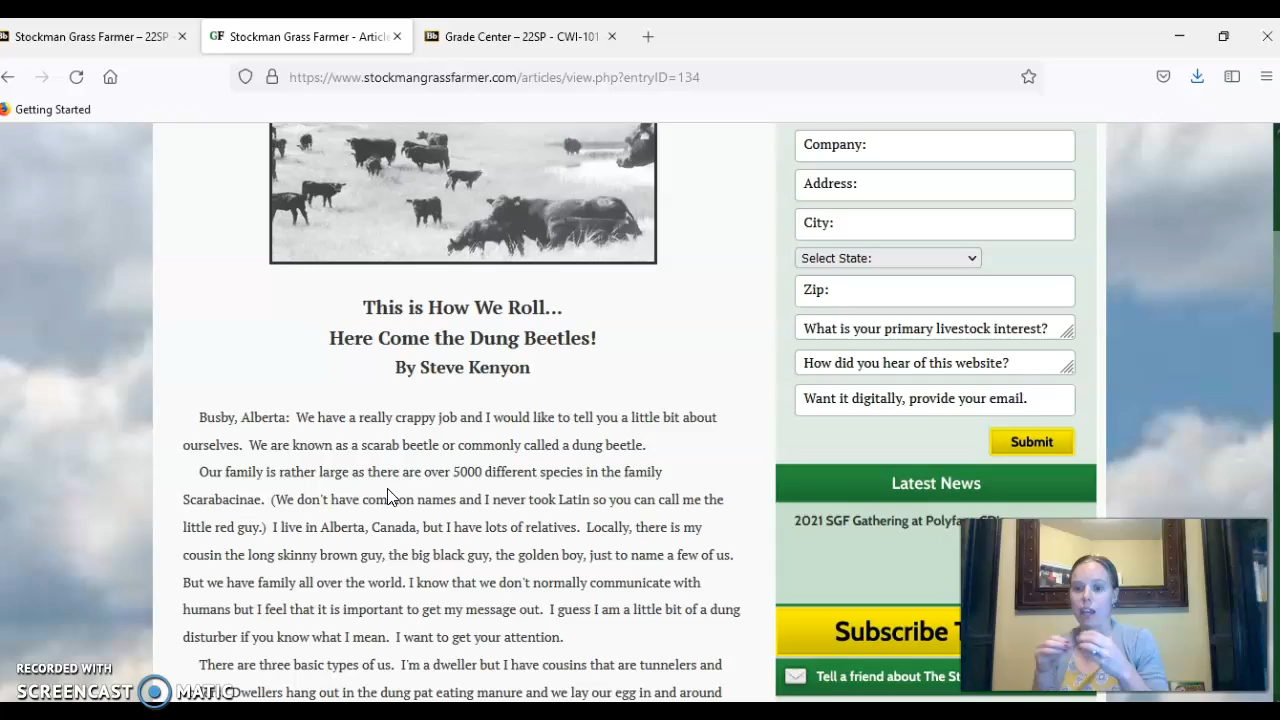 Stockman Grass Farmer – 22SP
Stockman Grass Farmer - Article
Grade Center – 22SP - CWI-101
https://www.stockmangrassfarmer.com/articles/view.php?entryID=134
Getting Started
This is How We Roll...
Here Come the Dung Beetles!
By Steve Kenyon
Busby, Alberta: We have a really crappy job and I would like to tell you a little bit about
ourselves. We are known as a scarab beetle or commonly called a dung beetle.
Our family is rather large as there are over 5000 different species in the family
Scarabacinae. (We don't have common names and I never took Latin so you can call me the
little red guy.) I live in Alberta, Canada, but I have lots of relatives. Locally, there is my
cousin the long skinny brown guy, the big black guy, the golden boy, just to name a few of us.
But we have family all over the world. I know that we don't normally communicate with
humans but I feel that it is important to get my message out. I guess I am a little bit of a dung
disturber if you know what I mean. I want to get your attention.
There are three basic types of us. I'm a dweller but I have cousins that are tunnelers and
Dwellers hang out in the dung pat eating manure and we lay our egg in and around
Company:
Address:
City:
Select State:
Zip:
What is your primary livestock interest?
How did you hear of this website?
Want it digitally, provide your email.
Submit
Latest News
2021 SGF Gathering at Polyface
Subscribe
Tell a friend about The St
RECORDED WITH
SCREENCAST MATIC